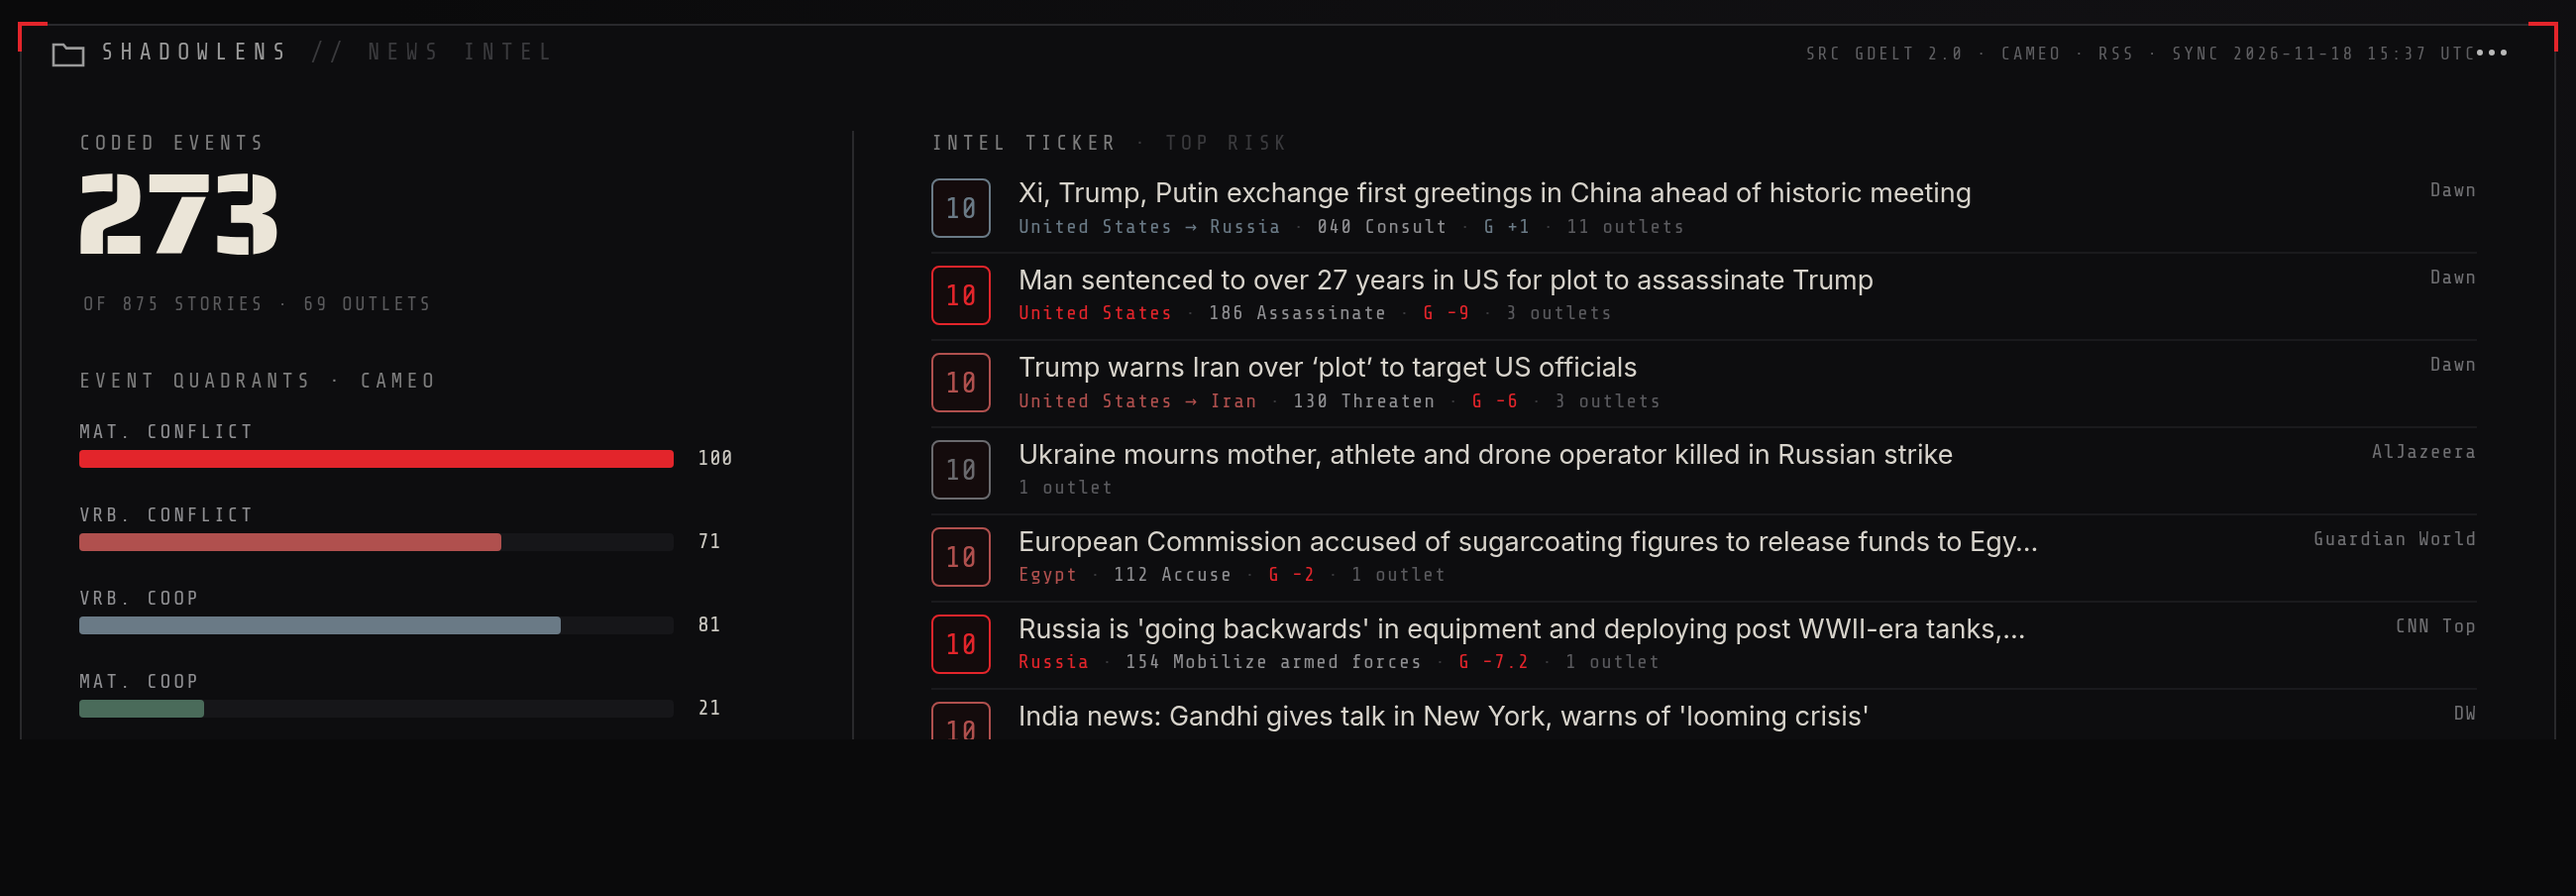 SHADOWLENS // NEWS INTEL
SRC GDELT 2.0 · CAMEO · RSS · SYNC 2026-11-18 15:37 UTC
CODED EVENTS
273
OF 875 STORIES · 69 OUTLETS
EVENT QUADRANTS · CAMEO
MAT. CONFLICT
100
VRB. CONFLICT
71
VRB. COOP
81
MAT. COOP
21
INTEL TICKER · TOP RISK
10 Xi, Trump, Putin exchange first greetings in China ahead of historic meeting Dawn
United States → Russia · 040 Consult · G +1 · 11 outlets
10 Man sentenced to over 27 years in US for plot to assassinate Trump Dawn
United States · 186 Assassinate · G -9 · 3 outlets
10 Trump warns Iran over ‘plot’ to target US officials Dawn
United States → Iran · 130 Threaten · G -6 · 3 outlets
10 Ukraine mourns mother, athlete and drone operator killed in Russian strike AlJazeera
1 outlet
10 European Commission accused of sugarcoating figures to release funds to Egy... Guardian World
Egypt · 112 Accuse · G -2 · 1 outlet
10 Russia is 'going backwards' in equipment and deploying post WWII-era tanks,... CNN Top
Russia · 154 Mobilize armed forces · G -7.2 · 1 outlet
10 India news: Gandhi gives talk in New York, warns of 'looming crisis' DW